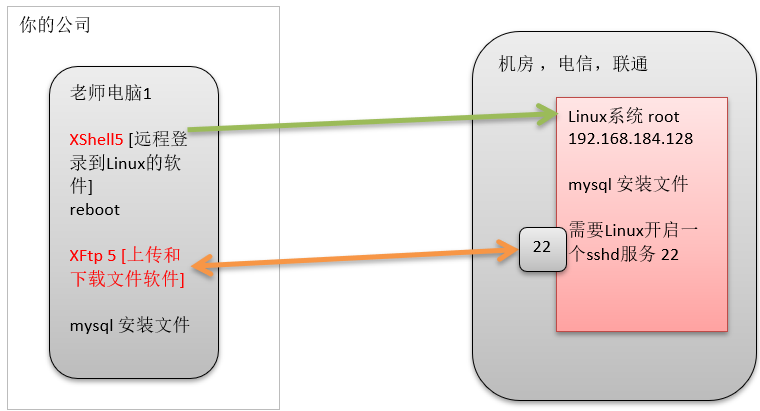 你的公司
老师电脑1
XShell5 [远程登
录到Linux的软
件]
reboot
XFtp 5 [上传和
下载文件软件]
mysql 安装文件
机房 ，电信，联通
Linux系统 root
192.168.184.128
mysql 安装文件
需要Linux开启一
个sshd服务 22
22